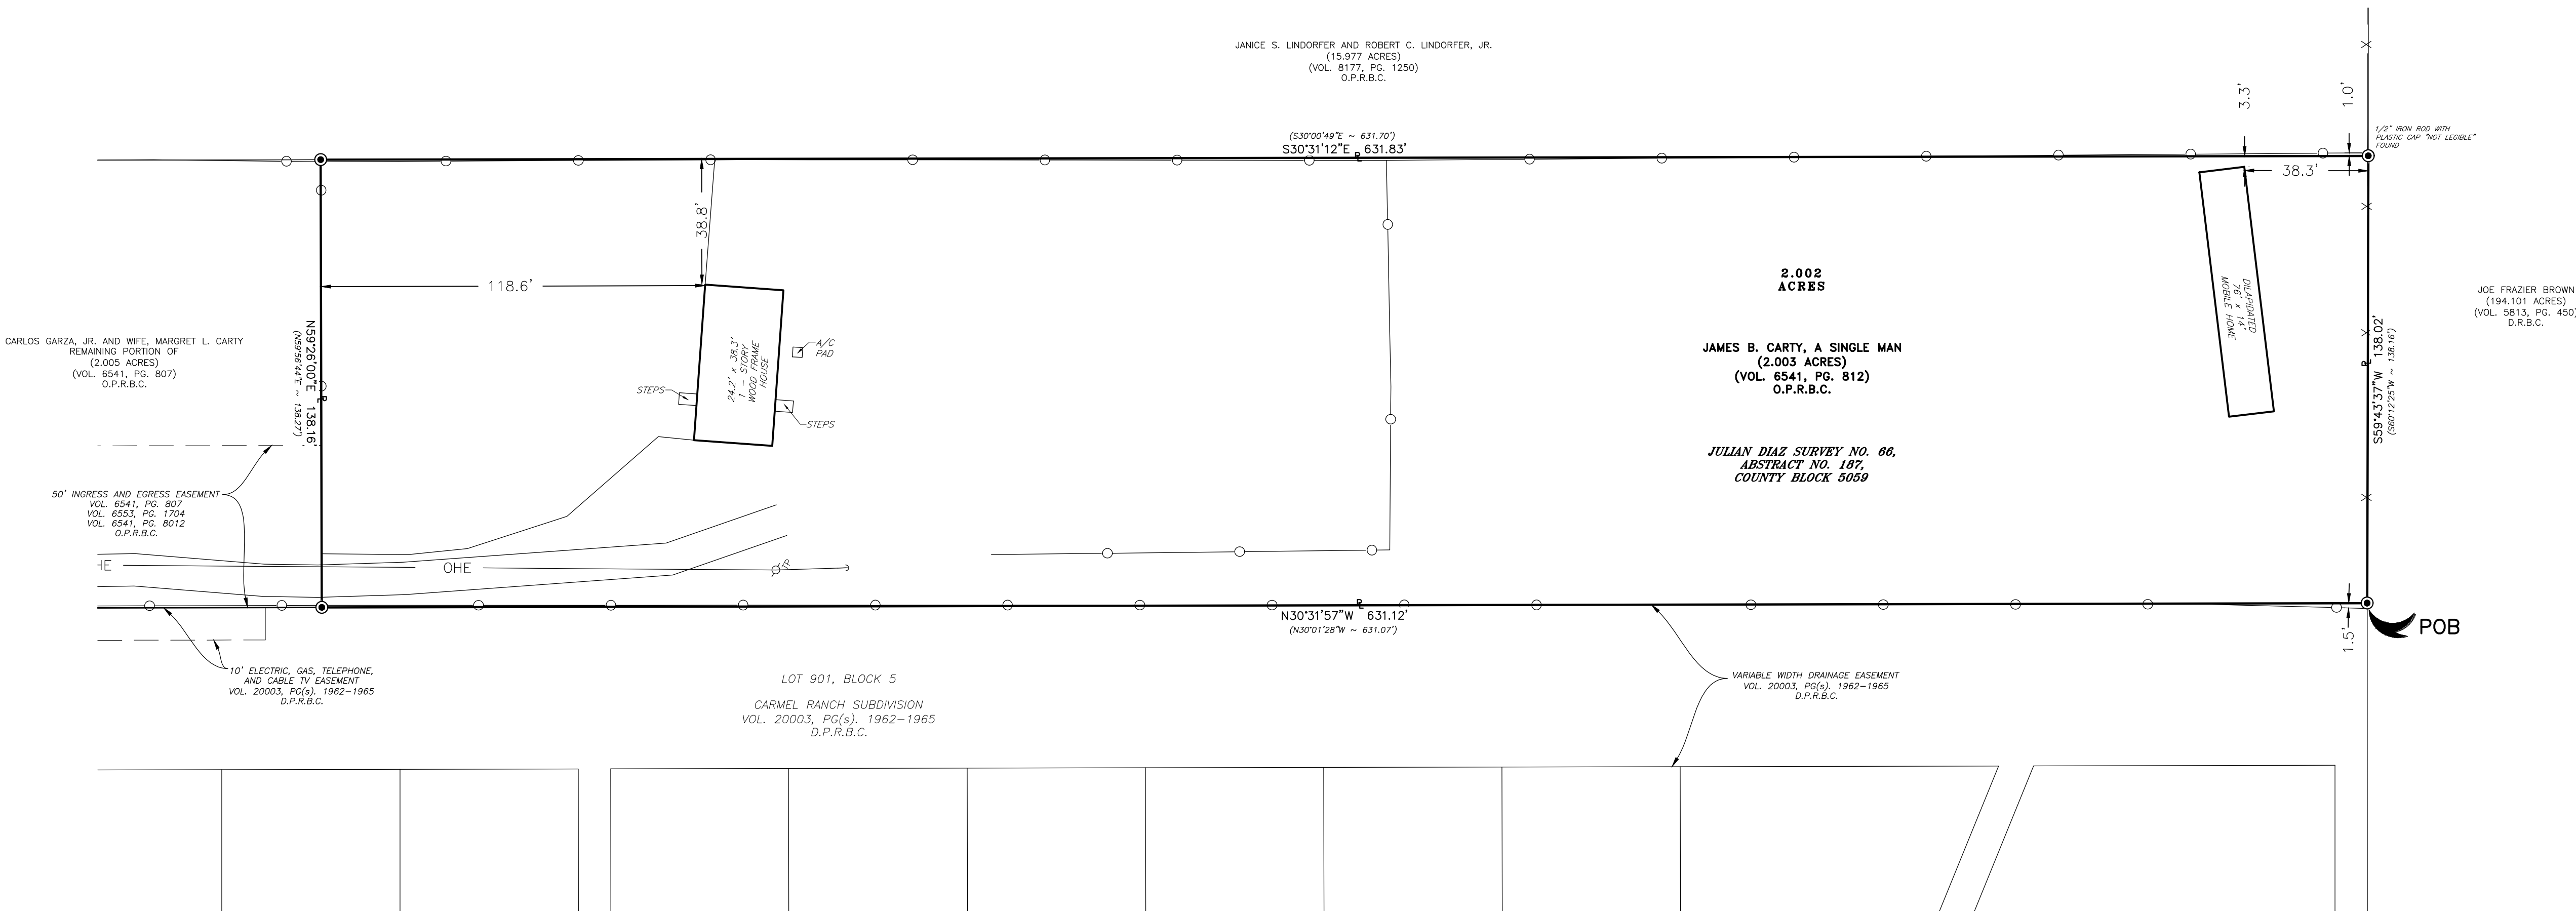 JANICE S. LINDORFER AND ROBERT C. LINDORFER, JR.
(15.977 ACRES)
(VOL. 8177, PG. 1250)
O.P.R.B.C.
3.3'
1.0'
1/2" IRON ROD WITH
PLASTIC CAP "NOT LEGIBLE"
FOUND
(S30°00'49"E ~ 631.70')
S30°31'12"E 631.83'
PL
38.3'
38.8'
118.6'
2.002
ACRES
DILAPIDATED
76' x 14'
MOBILE HOME
JOE FRAZIER BROWN
(194.101 ACRES)
(VOL. 5813, PG. 450)
D.R.B.C.
CARLOS GARZA, JR. AND WIFE, MARGRET L. CARTY
REMAINING PORTION OF
(2.005 ACRES)
(VOL. 6541, PG. 807)
O.P.R.B.C.
N59°26'00"E 138.16'
(N59°56'44"E ~ 138.27')
PL
24.2' x 38.3'
1 - STORY
WOOD FRAME
HOUSE
A/C
PAD
STEPS
STEPS
JAMES B. CARTY, A SINGLE MAN
(2.003 ACRES)
(VOL. 6541, PG. 812)
O.P.R.B.C.
S59°43'37"W 138.02'
(S60°12'25"W ~ 138.16')
PL
JULIAN DIAZ SURVEY NO. 66,
ABSTRACT NO. 187,
COUNTY BLOCK 5059
50' INGRESS AND EGRESS EASEMENT
VOL. 6541, PG. 807
VOL. 6553, PG. 1704
VOL. 6541, PG. 8012
O.P.R.B.C.
HE
OHE
TP
PL
N30°31'57"W 631.12'
(N30°01'28"W ~ 631.07')
1.5'
POB
10' ELECTRIC, GAS, TELEPHONE,
AND CABLE TV EASEMENT
VOL. 20003, PG(s). 1962-1965
D.P.R.B.C.
LOT 901, BLOCK 5
CARMEL RANCH SUBDIVISION
VOL. 20003, PG(s). 1962-1965
D.P.R.B.C.
VARIABLE WIDTH DRAINAGE EASEMENT
VOL. 20003, PG(s). 1962-1965
D.P.R.B.C.